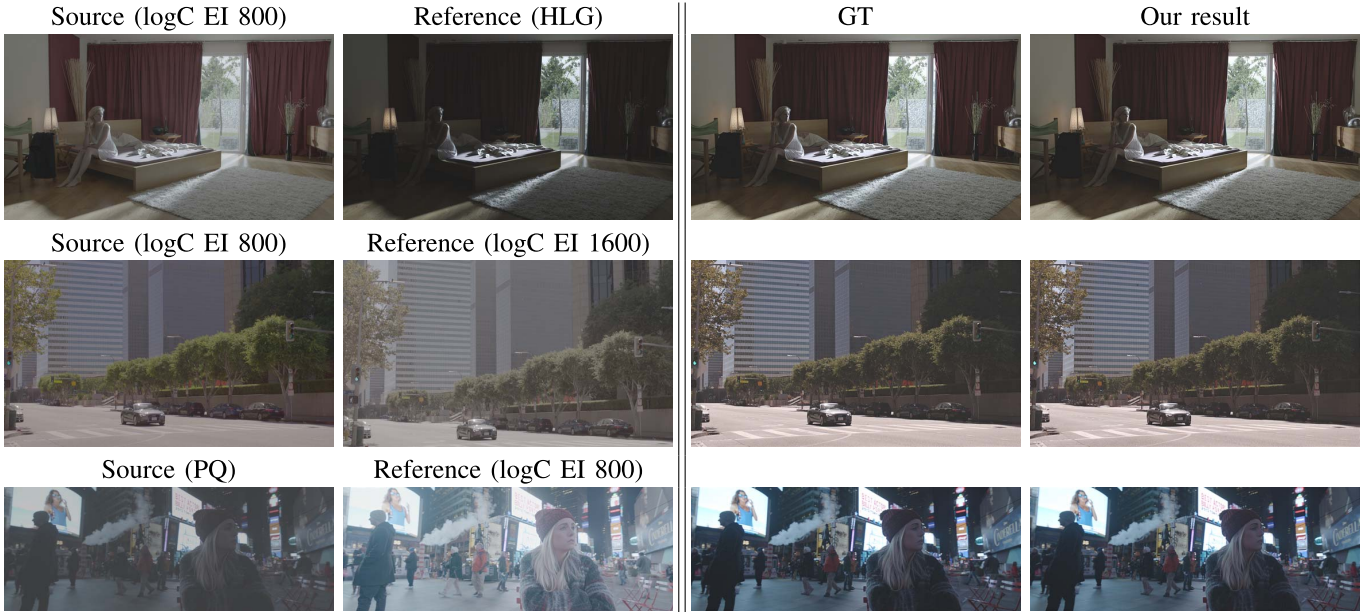 Source (logC EI 800)
Reference (HLG)
GT
Our result
Source (logC EI 800)
Reference (logC EI 1600)
Source (PQ)
Reference (logC EI 800)